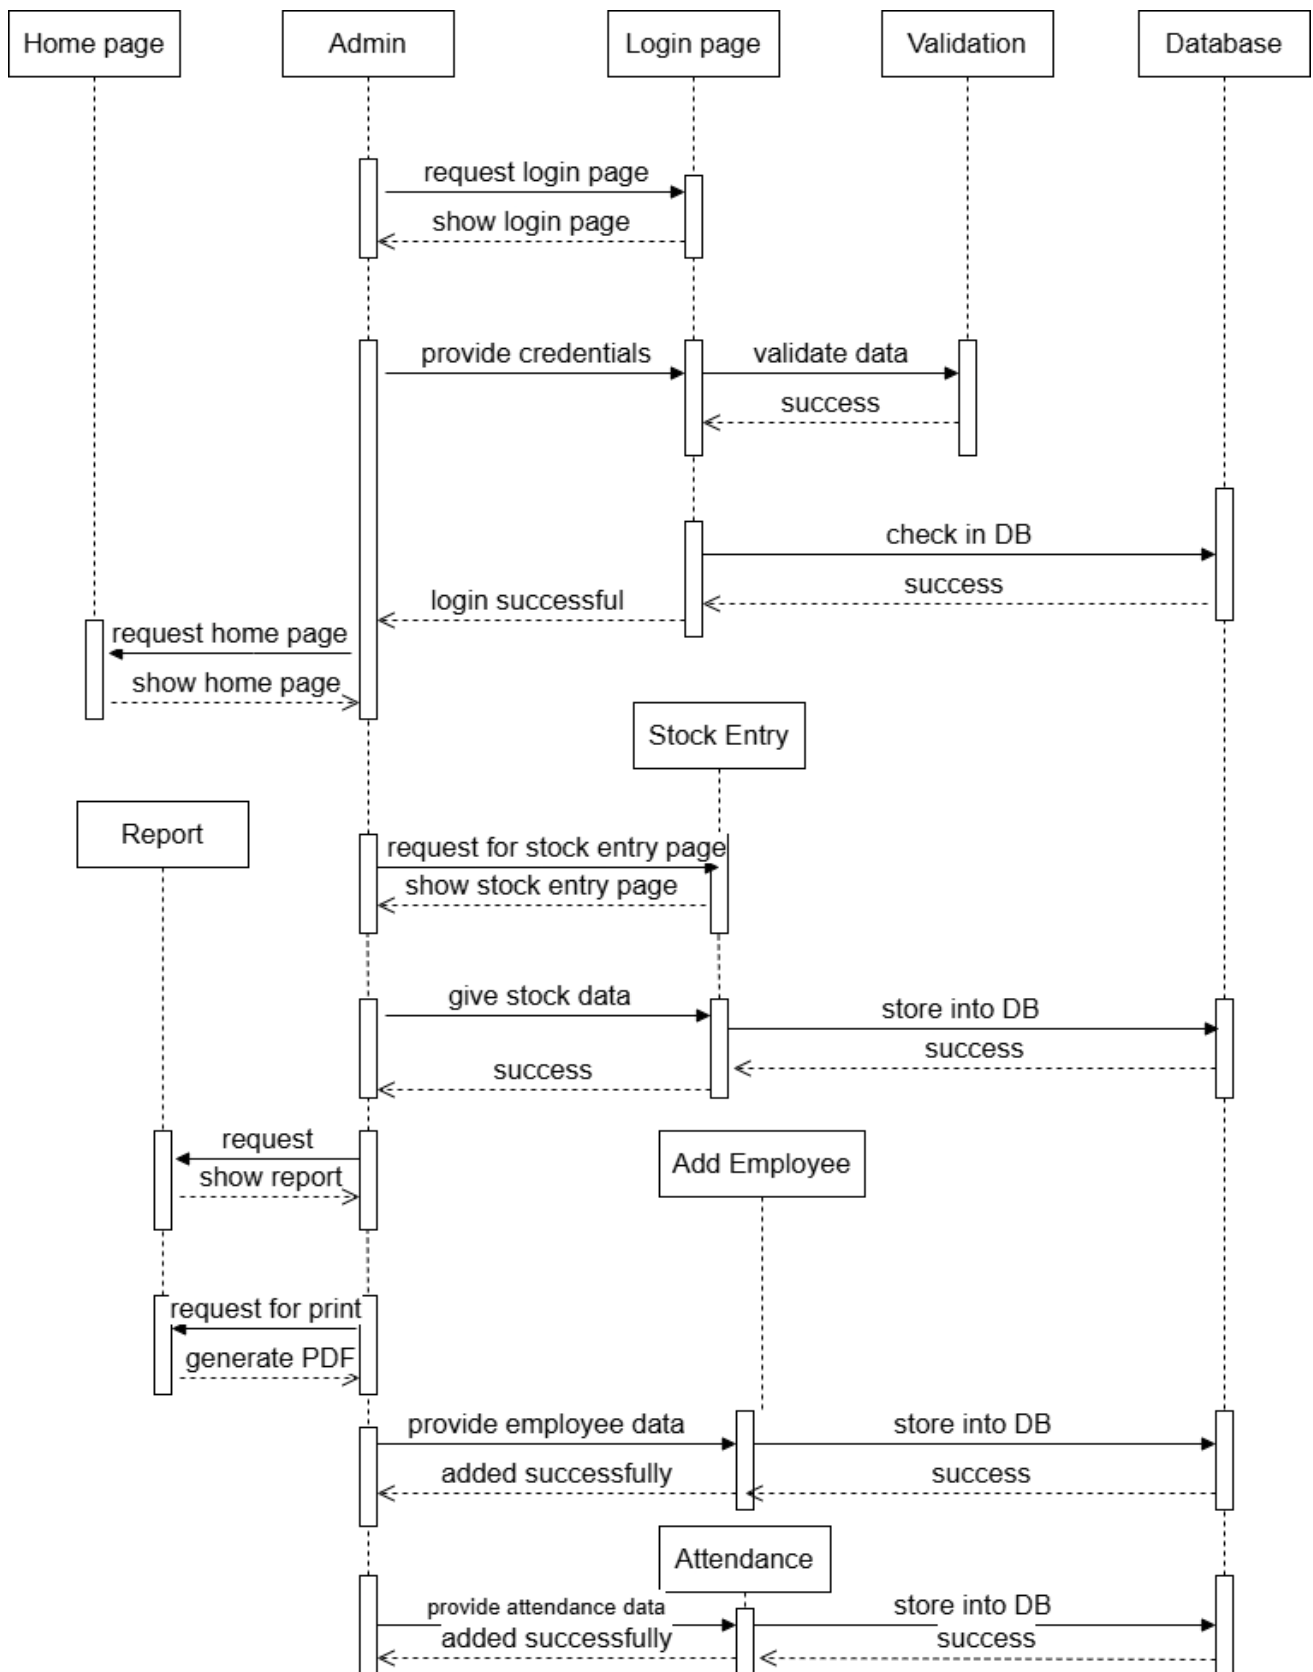 Home page
Admin
Login page
Validation
Database
request login page
show login page
provide credentials
validate data
success
check in DB
success
login successful
request home page
show home page
Stock Entry
Report
request for stock entry page
show stock entry page
give stock data
store into DB
success
success
request
show report
Add Employee
request for print
generate PDF
provide employee data
store into DB
added successfully
success
Attendance
provide attendance data
store into DB
added successfully
success